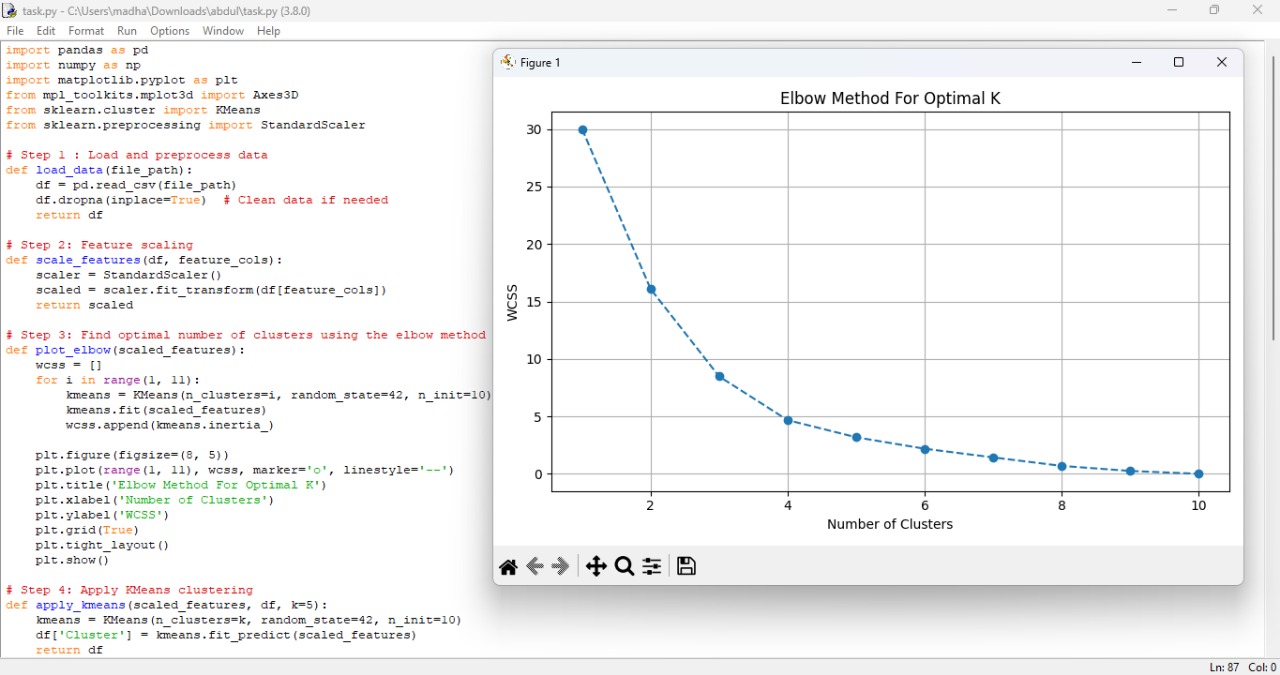 task.py - C:\Users\madha\Downloads\abdul\task.py (3.8.0)
File Edit Format Run Options Window Help
import pandas as pd
import numpy as np
import matplotlib.pyplot as plt
from mpl_toolkits.mplot3d import Axes3D
from sklearn.cluster import KMeans
from sklearn.preprocessing import StandardScaler
# Step 1 : Load and preprocess data
def load_data(file_path):
    df = pd.read_csv(file_path)
    df.dropna(inplace=True)  # Clean data if needed
    return df
# Step 2: Feature scaling
def scale_features(df, feature_cols):
    scaler = StandardScaler()
    scaled = scaler.fit_transform(df[feature_cols])
    return scaled
# Step 3: Find optimal number of clusters using the elbow method
def plot_elbow(scaled_features):
    wcss = []
    for i in range(1, 11):
        kmeans = KMeans(n_clusters=i, random_state=42, n_init=10)
        kmeans.fit(scaled_features)
        wcss.append(kmeans.inertia_)
    plt.figure(figsize=(8, 5))
    plt.plot(range(1, 11), wcss, marker='o', linestyle='--')
    plt.title('Elbow Method For Optimal K')
    plt.xlabel('Number of Clusters')
    plt.ylabel('WCSS')
    plt.grid(True)
    plt.tight_layout()
    plt.show()
# Step 4: Apply KMeans clustering
def apply_kmeans(scaled_features, df, k=5):
    kmeans = KMeans(n_clusters=k, random_state=42, n_init=10)
    df['Cluster'] = kmeans.fit_predict(scaled_features)
    return df
Figure 1
Elbow Method For Optimal K
30
25
20
15
10
5
0
WCSS
2 4 6 8 10
Number of Clusters
Ln: 87 Col: 0